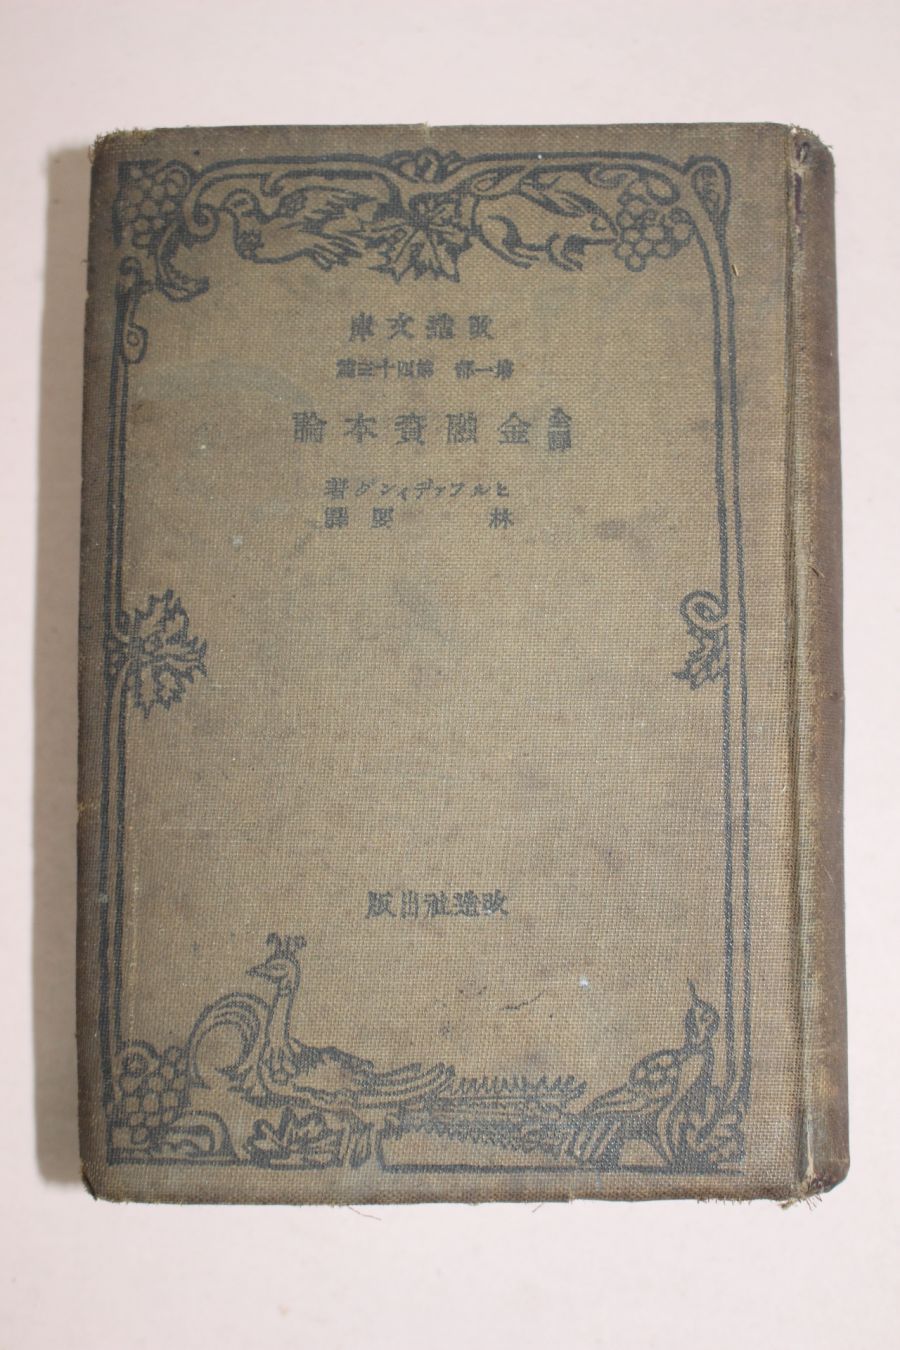 改造文庫
第一部 第四十三篇
全譯 金融資本論
ヒルファディング著
林要譯
改造社出版